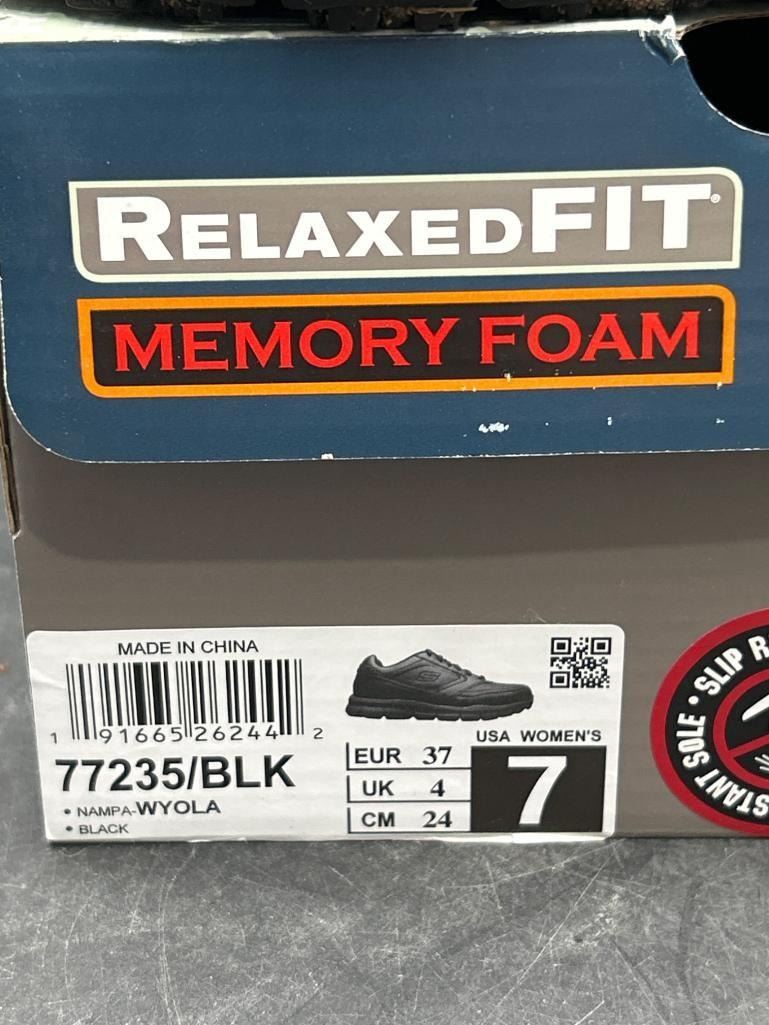 RELAXEDFIT®
MEMORY FOAM
MADE IN CHINA
1 91665 26244 2
77235/BLK
• NAMPA-WYOLA
• BLACK
EUR 37
UK 4
CM 24
USA WOMEN'S
7
SLIP
SOLE •